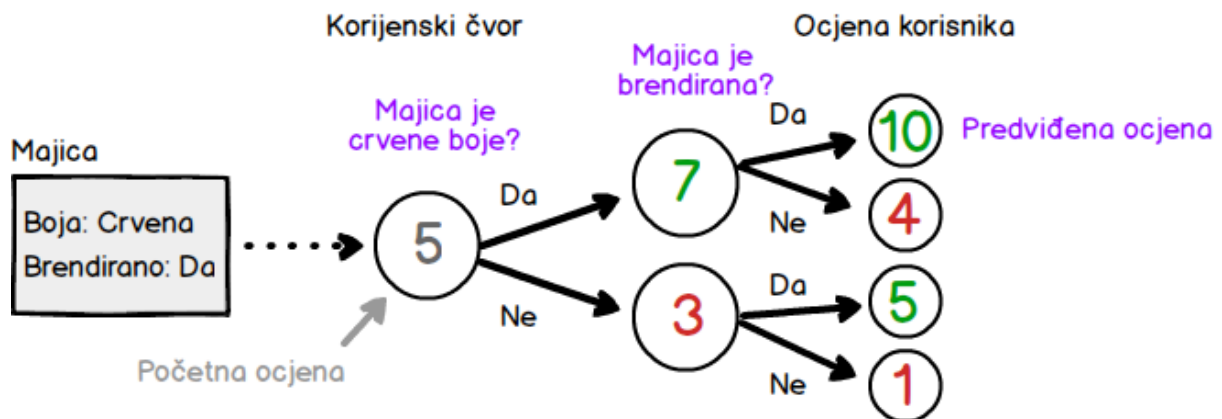 Korijenski čvor
Ocjena korisnika
Majica je
brendirana?
Majica je
crvene boje?
Da
10
Predviđena ocjena
Majica
Boja: Crvena
Brendirano: Da
5
Da
7
Ne
4
Ne
3
Da
5
Ne
1
Početna ocjena